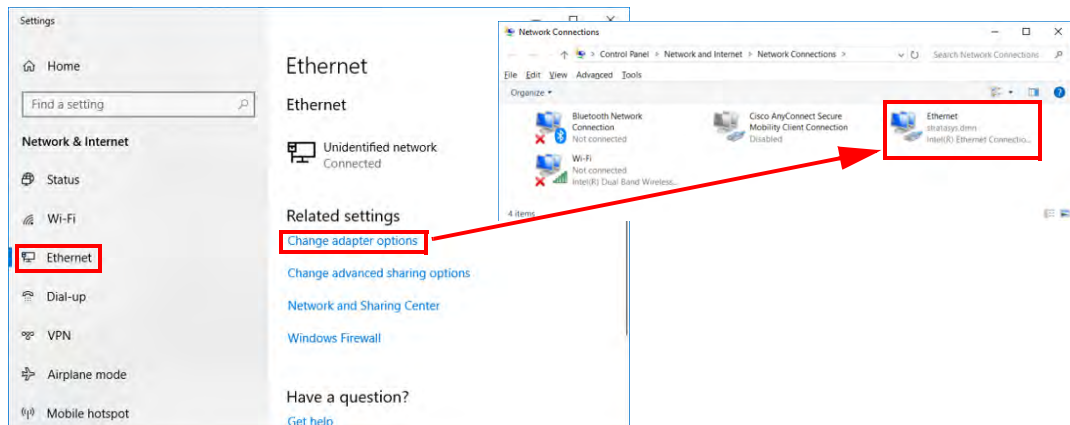 Settings
Home
Find a setting
Network & Internet
Status
Wi-Fi
Ethernet
Dial-up
VPN
Airplane mode
Mobile hotspot
Ethernet
Ethernet
Unidentified network
Connected
Related settings
Change adapter options
Change advanced sharing options
Network and Sharing Center
Windows Firewall
Have a question?
Get help
Network Connections
Control Panel > Network and Internet > Network Connections >
Search Network Connections
File Edit View Advanced Tools
Organize
Bluetooth Network
Connection
Not connected
Cisco AnyConnect Secure
Mobility Client Connection
Disabled
Ethernet
stratasys.dmn
Intel(R) Ethernet Connectio...
Wi-Fi
Not connected
Intel(R) Dual Band Wireless...
4 items